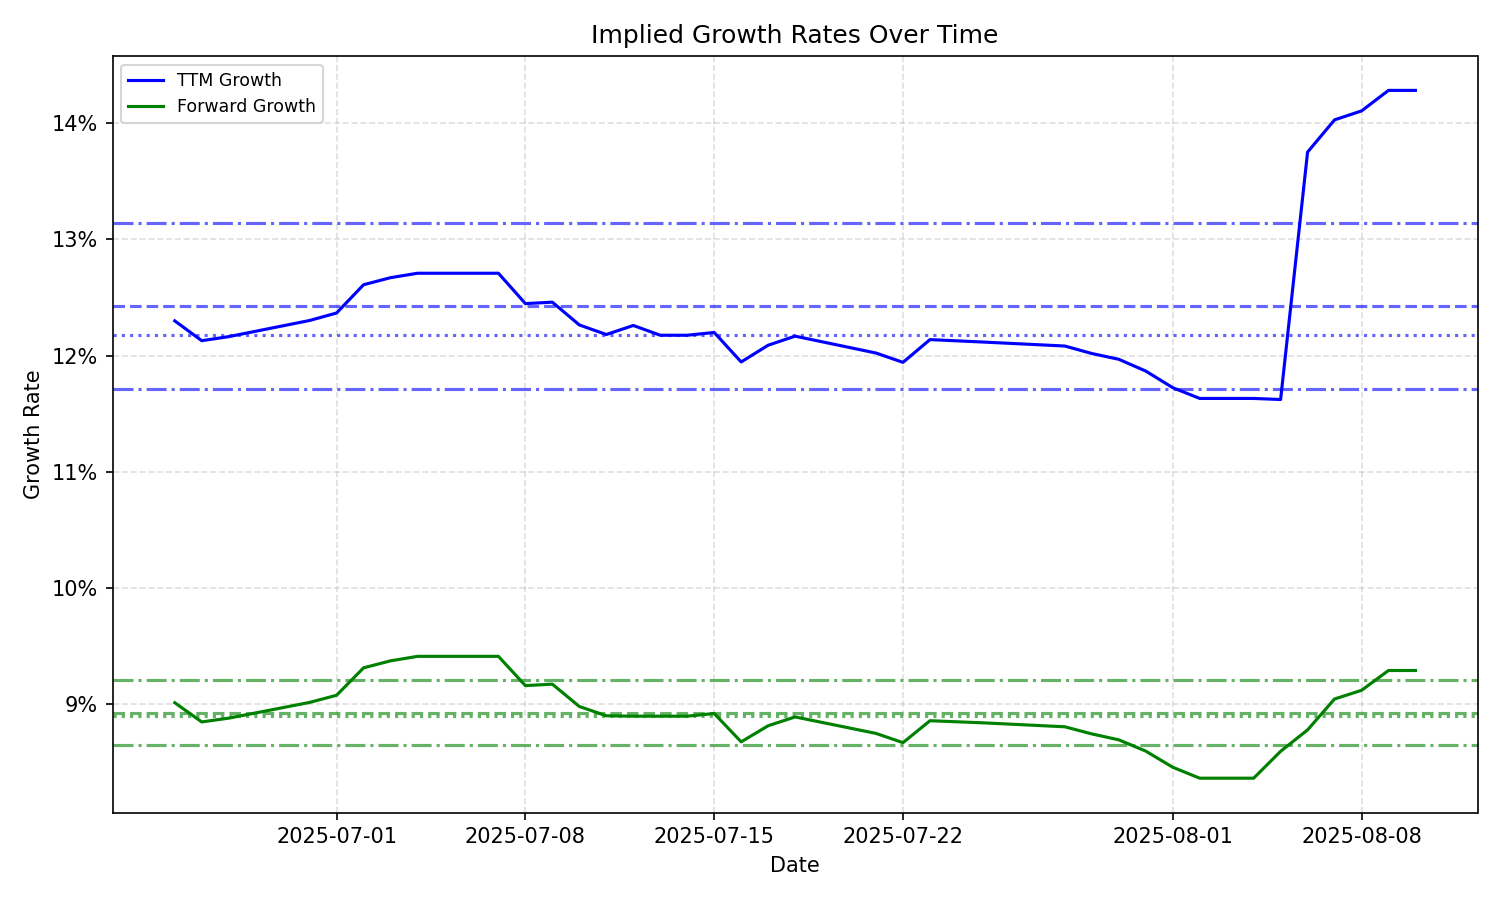 Implied Growth Rates Over Time
TTM Growth
Forward Growth
14%
13%
12%
11%
10%
9%
Growth Rate
2025-07-01
2025-07-08
2025-07-15
2025-07-22
2025-08-01
2025-08-08
Date